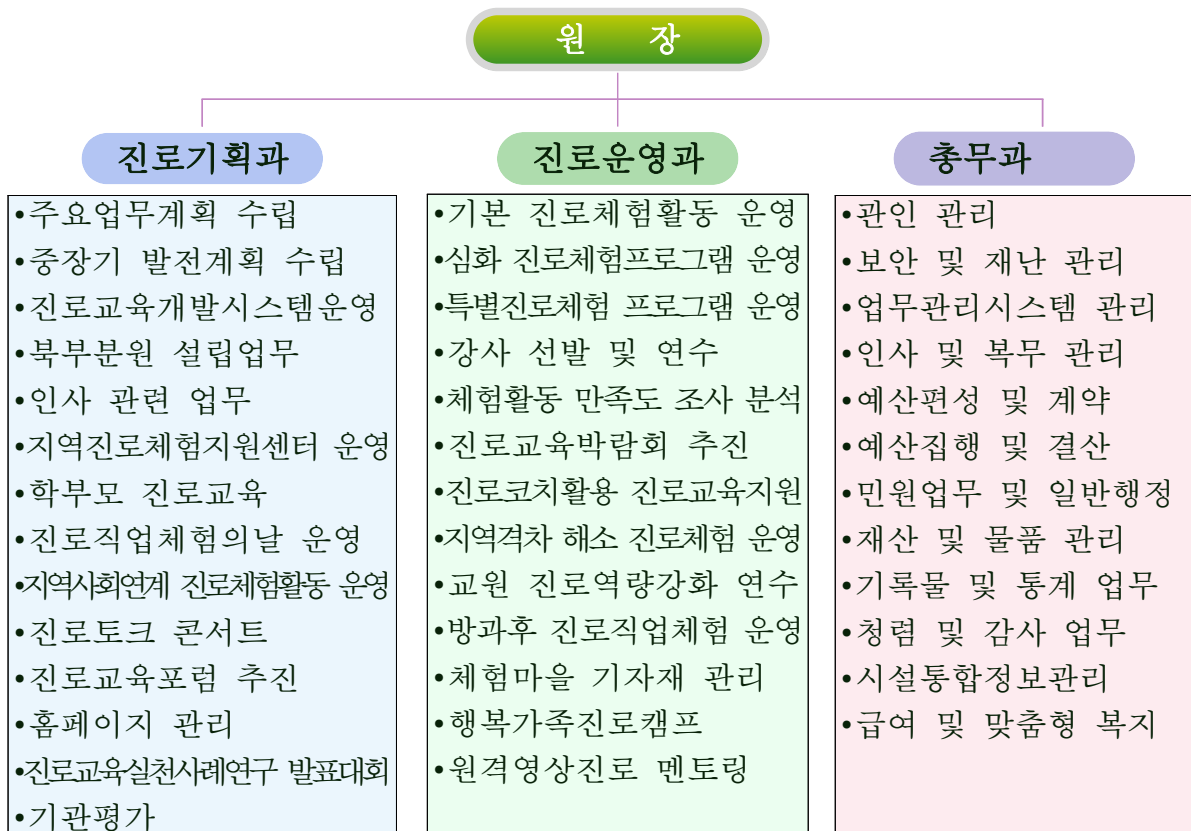 원 장
진로기획과
•주요업무계획 수립
•중장기 발전계획 수립
•진로교육개발시스템운영
•북부분원 설립업무
•인사 관련 업무
•지역진로체험지원센터 운영
•학부모 진로교육
•진로직업체험의날 운영
•지역사회연계 진로체험활동 운영
•진로토크 콘서트
•진로교육포럼 추진
•홈페이지 관리
•진로교육실천사례연구 발표대회
•기관평가
진로운영과
•기본 진로체험활동 운영
•심화 진로체험프로그램 운영
•특별진로체험 프로그램 운영
•강사 선발 및 연수
•체험활동 만족도 조사 분석
•진로교육박람회 추진
•진로코치활용 진로교육지원
•지역격차 해소 진로체험 운영
•교원 진로역량강화 연수
•방과후 진로직업체험 운영
•체험마을 기자재 관리
•행복가족진로캠프
•원격영상진로 멘토링
총무과
•관인 관리
•보안 및 재난 관리
•업무관리시스템 관리
•인사 및 복무 관리
•예산편성 및 계약
•예산집행 및 결산
•민원업무 및 일반행정
•재산 및 물품 관리
•기록물 및 통계 업무
•청렴 및 감사 업무
•시설통합정보관리
•급여 및 맞춤형 복지